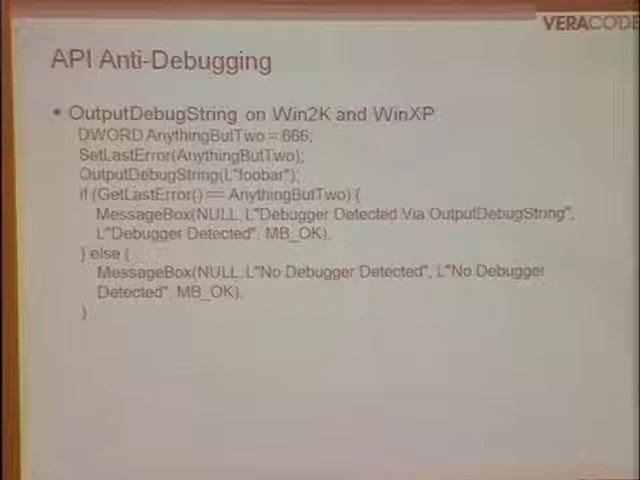 VERACODE
API Anti-Debugging
• OutputDebugString on Win2K and WinXP
DWORD AnythingButTwo = 666;
SetLastError(AnythingButTwo);
OutputDebugString(L"foobar");
if (GetLastError() == AnythingButTwo) {
MessageBox(NULL, L"Debugger Detected Via OutputDebugString",
L"Debugger Detected", MB_OK);
} else {
MessageBox(NULL, L"No Debugger Detected", L"No Debugger
Detected", MB_OK);
}